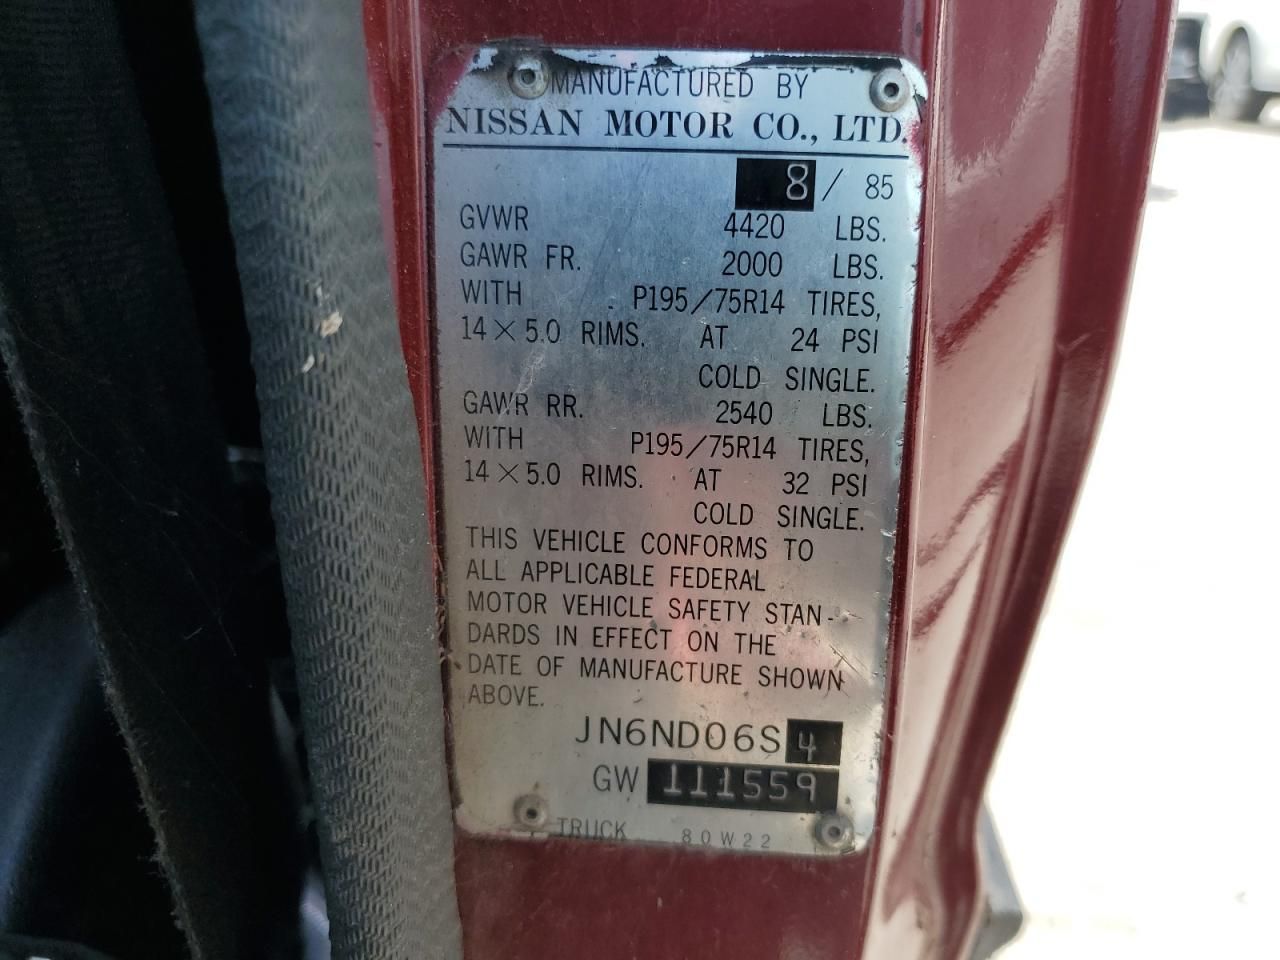 MANUFACTURED BY
NISSAN MOTOR CO., LTD.
8 / 85
GVWR 4420 LBS.
GAWR FR. 2000 LBS.
WITH P195/75R14 TIRES,
14 × 5.0 RIMS. AT 24 PSI
COLD SINGLE.
GAWR RR. 2540 LBS.
WITH P195/75R14 TIRES,
14 × 5.0 RIMS. AT 32 PSI
COLD SINGLE.
THIS VEHICLE CONFORMS TO
ALL APPLICABLE FEDERAL
MOTOR VEHICLE SAFETY STAN-
DARDS IN EFFECT ON THE
DATE OF MANUFACTURE SHOWN
ABOVE.
JN6ND06S4
GW111559
TRUCK 80W22